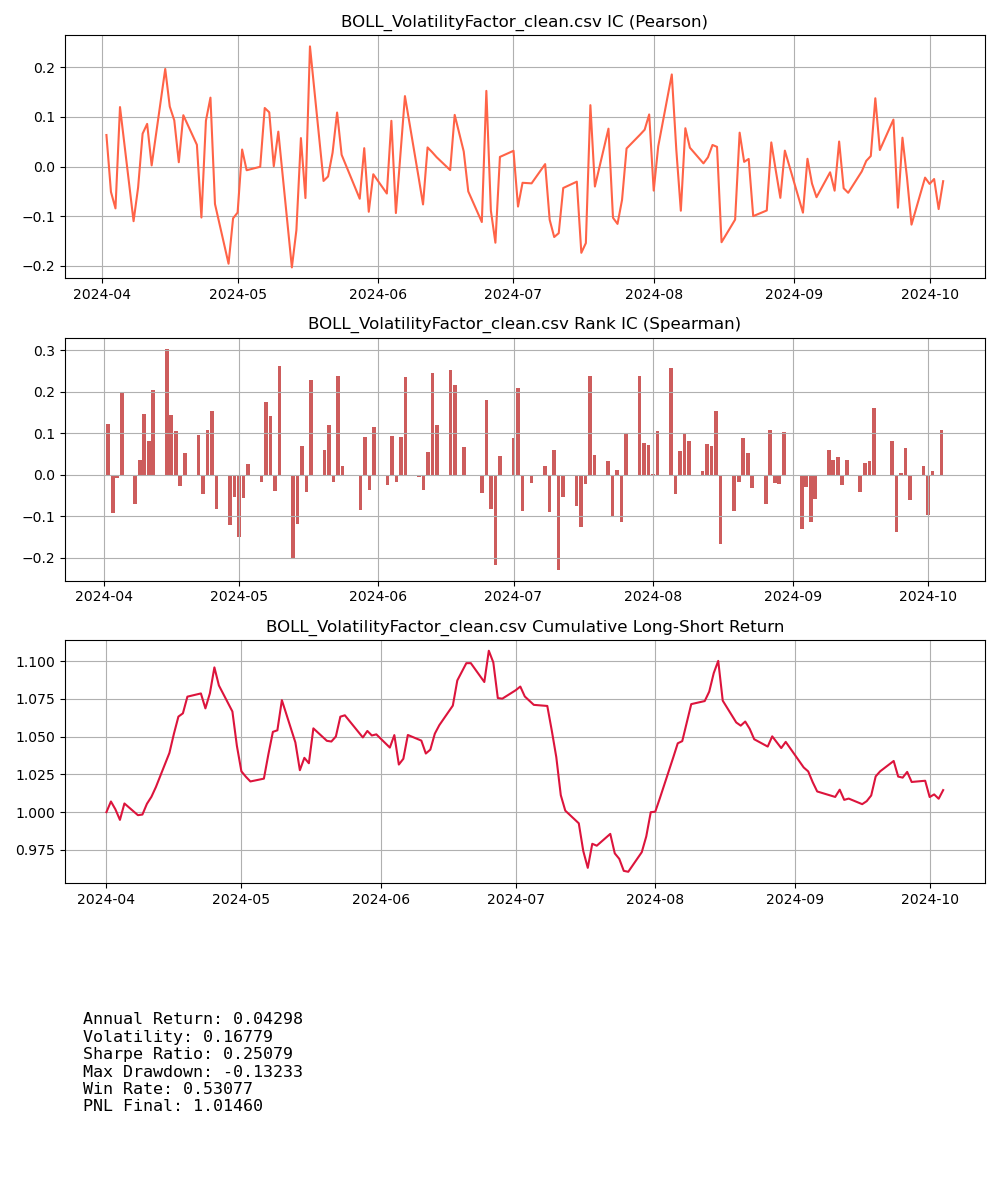 BOLL_VolatilityFactor_clean.csv IC (Pearson)
0.2
0.1
0.0
−0.1
−0.2
2024-04 2024-05 2024-06 2024-07 2024-08 2024-09 2024-10
BOLL_VolatilityFactor_clean.csv Rank IC (Spearman)
0.3
0.2
0.1
0.0
−0.1
−0.2
2024-04 2024-05 2024-06 2024-07 2024-08 2024-09 2024-10
BOLL_VolatilityFactor_clean.csv Cumulative Long-Short Return
1.100
1.075
1.050
1.025
1.000
0.975
2024-04 2024-05 2024-06 2024-07 2024-08 2024-09 2024-10
Annual Return: 0.04298
Volatility: 0.16779
Sharpe Ratio: 0.25079
Max Drawdown: -0.13233
Win Rate: 0.53077
PNL Final: 1.01460